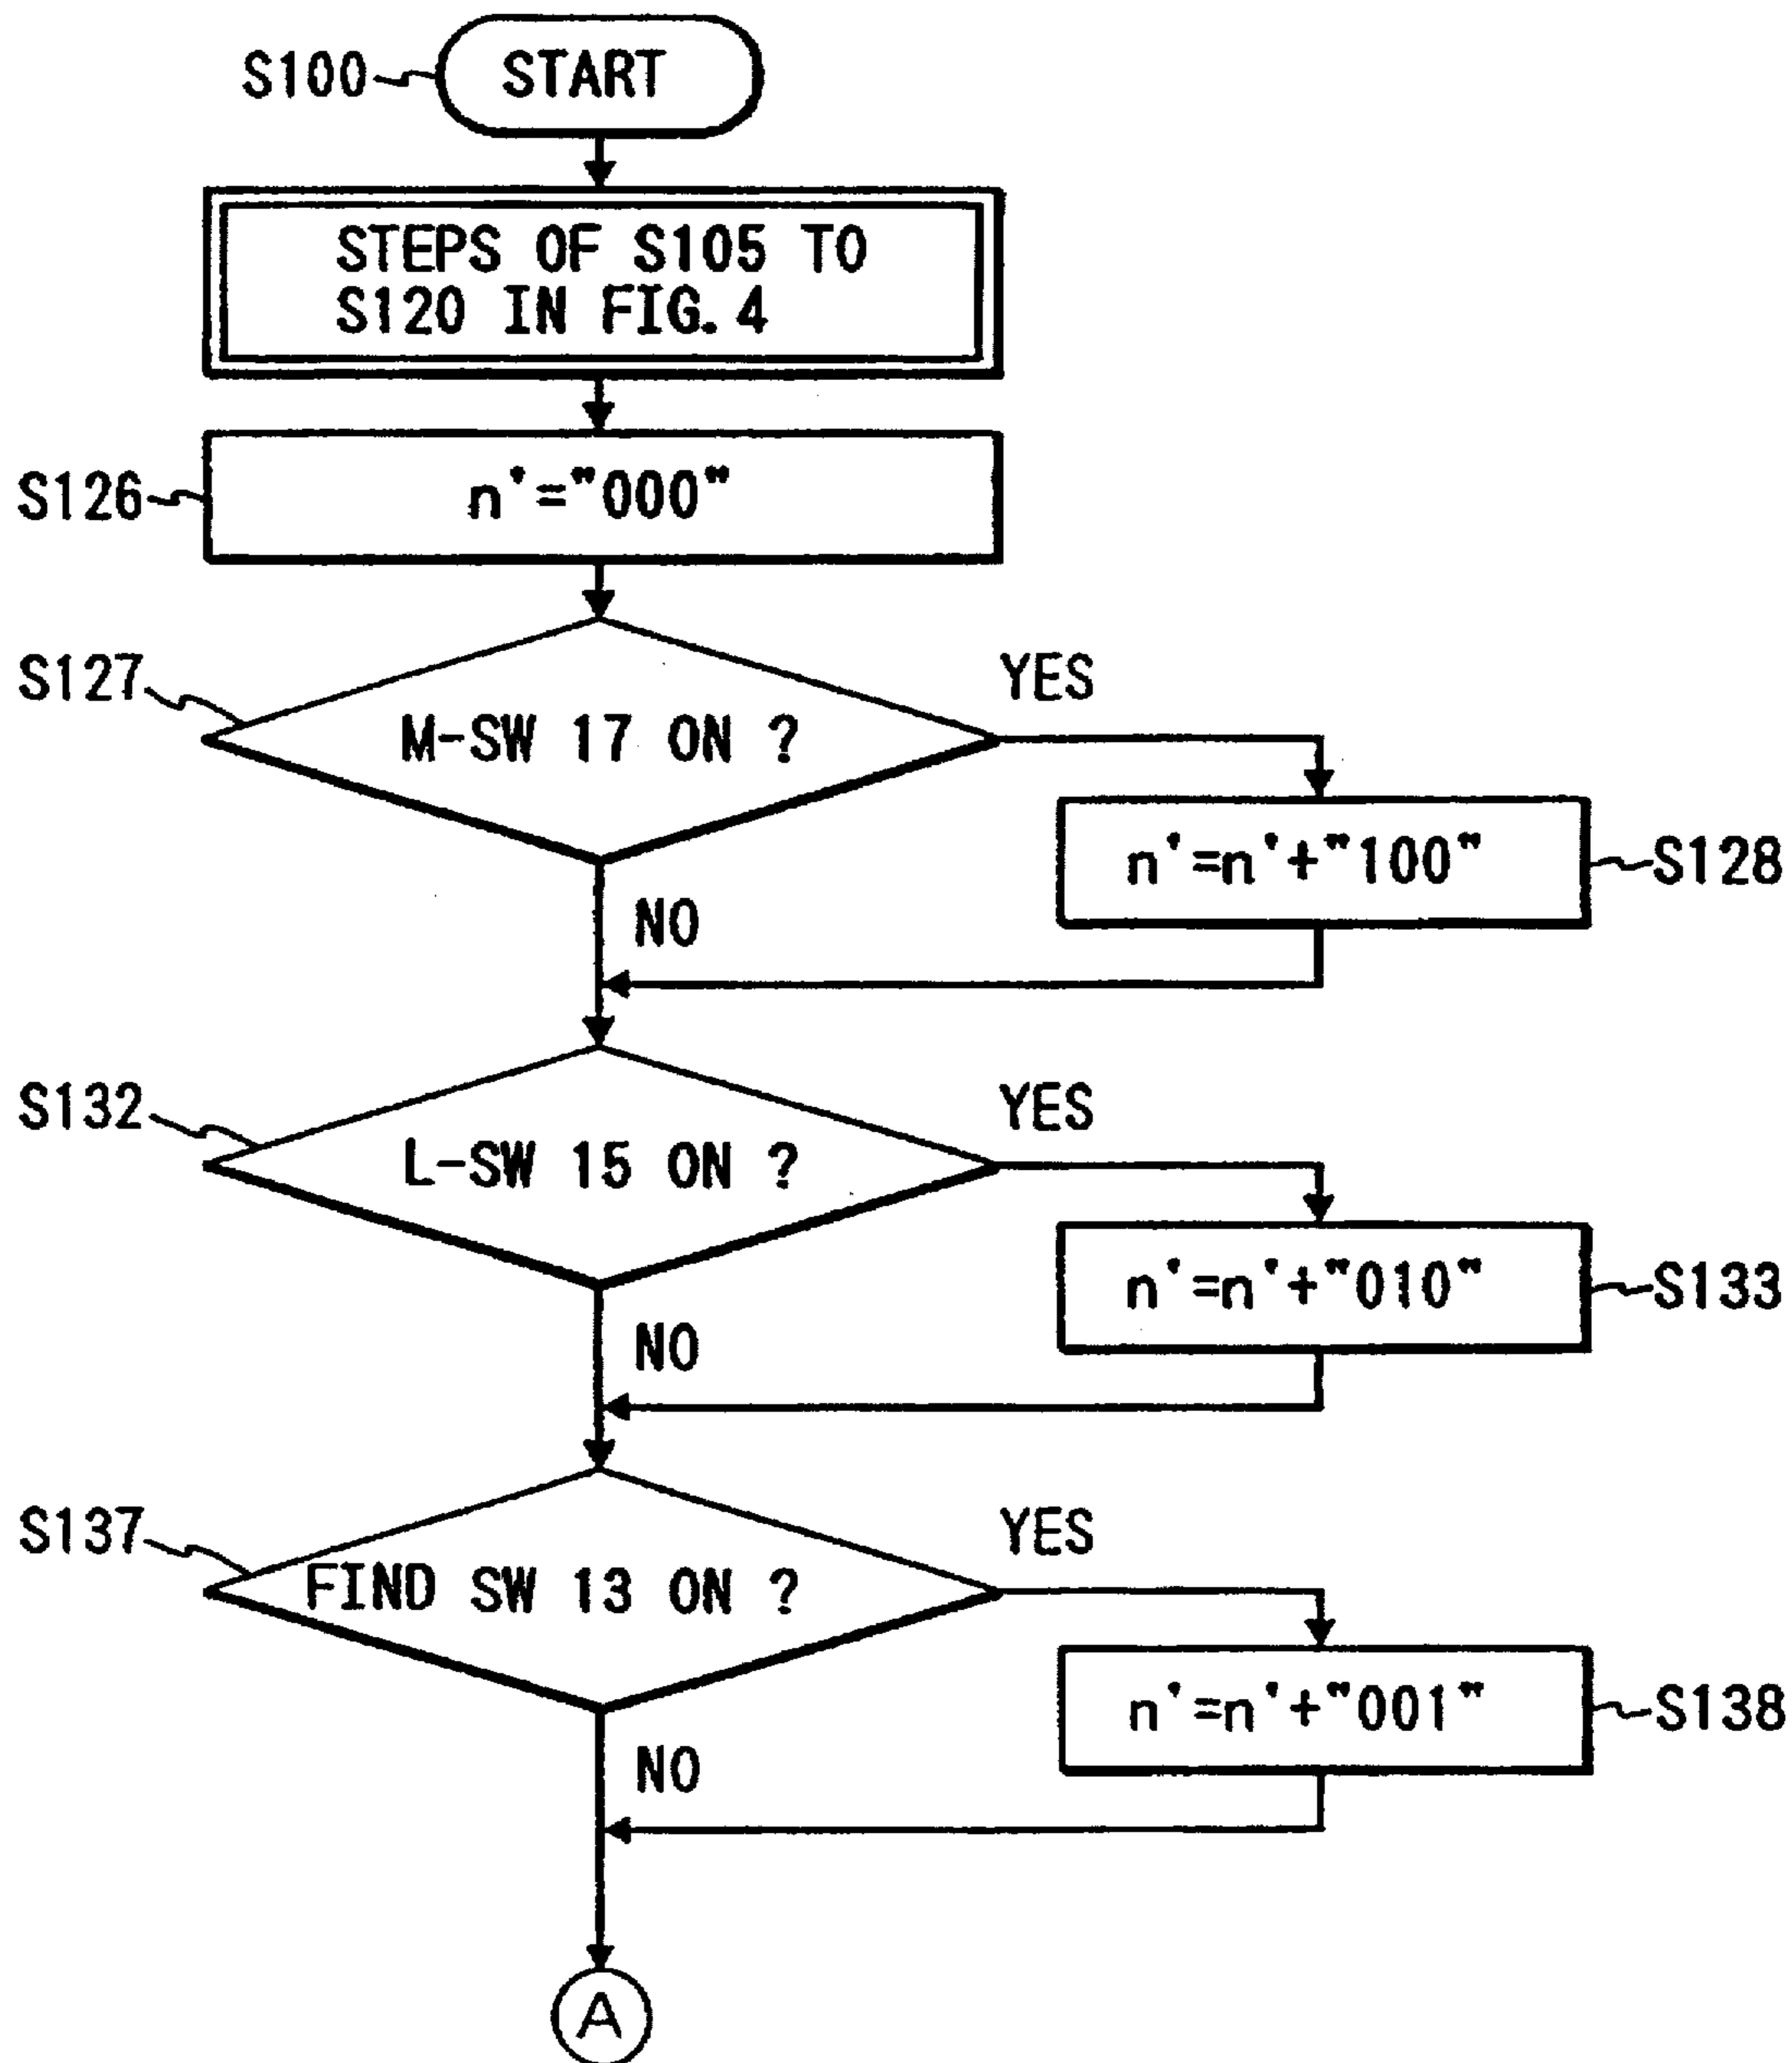 S100
START
STEPS OF S105 TO
S120 IN FIG.4
S126
n'="000"
S127
M-SW 17 ON ?
YES
n'=n'+"100"
S128
NO
S132
L-SW 15 ON ?
YES
n'=n'+"010"
S133
NO
S137
FIND SW 13 ON ?
YES
n'=n'+"001"
S138
NO
A